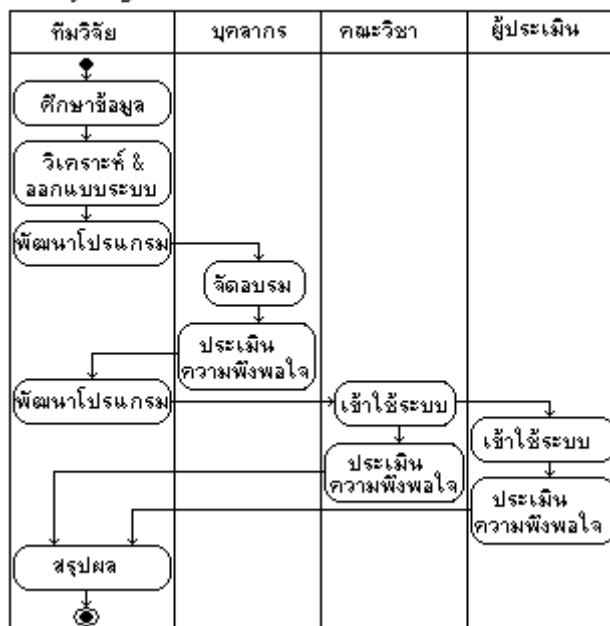 ทีมวิจัย
บุคลากร
คณะวิชา
ผู้ประเมิน
ศึกษาข้อมูล
วิเคราะห์ &
ออกแบบระบบ
พัฒนาโปรแกรม
จัดอบรม
ประเมิน
ความพึงพอใจ
พัฒนาโปรแกรม
เข้าใช้ระบบ
เข้าใช้ระบบ
ประเมิน
ความพึงพอใจ
ประเมิน
ความพึงพอใจ
สรุปผล